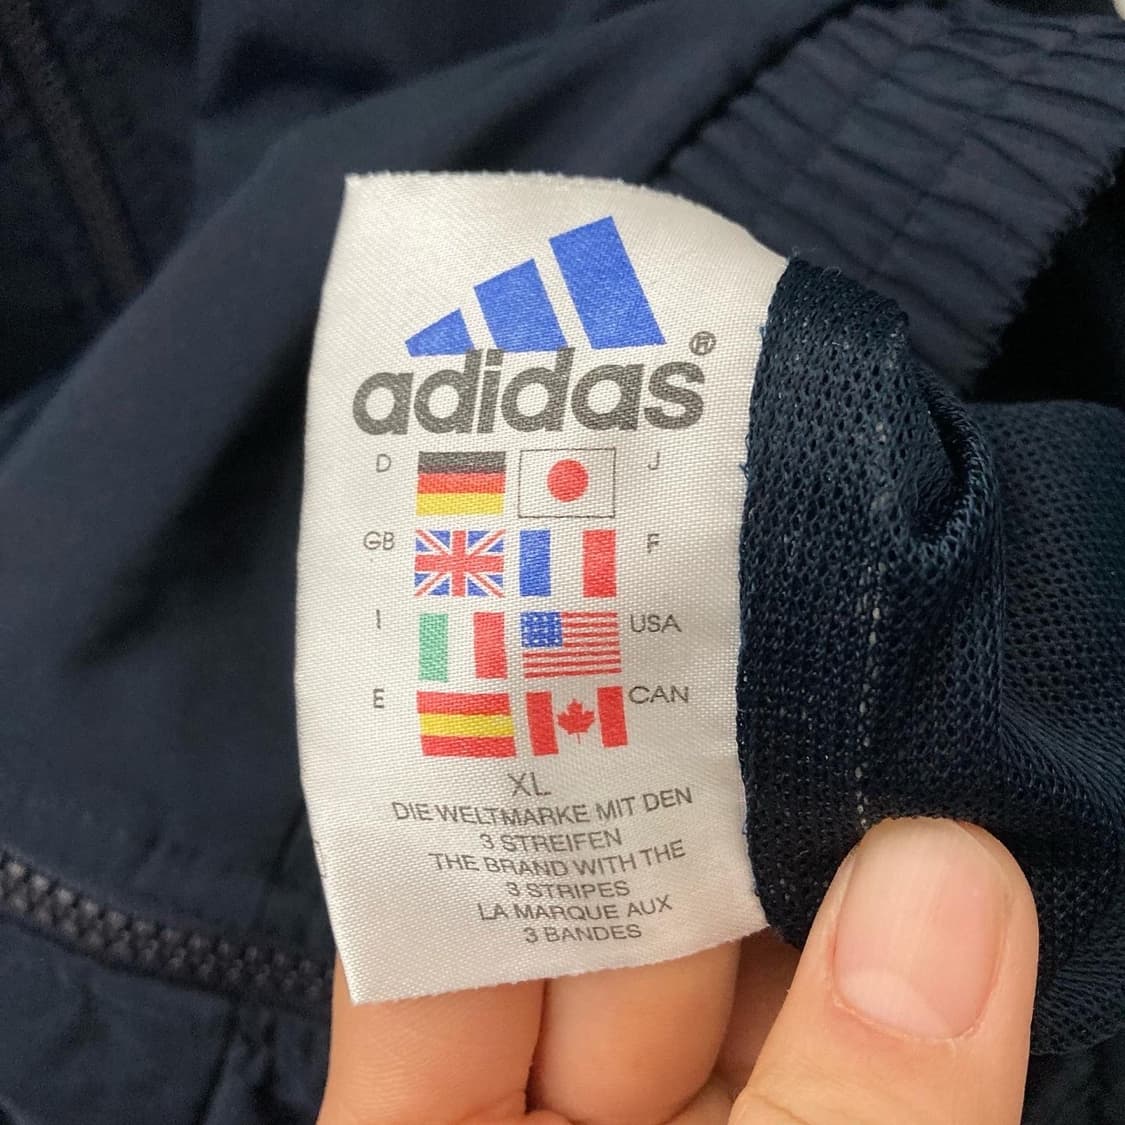 adidas®
D J
GB F
I USA
E CAN
XL
DIE WELTMARKE MIT DEN
3 STREIFEN
THE BRAND WITH THE
3 STRIPES
LA MARQUE AUX
3 BANDES